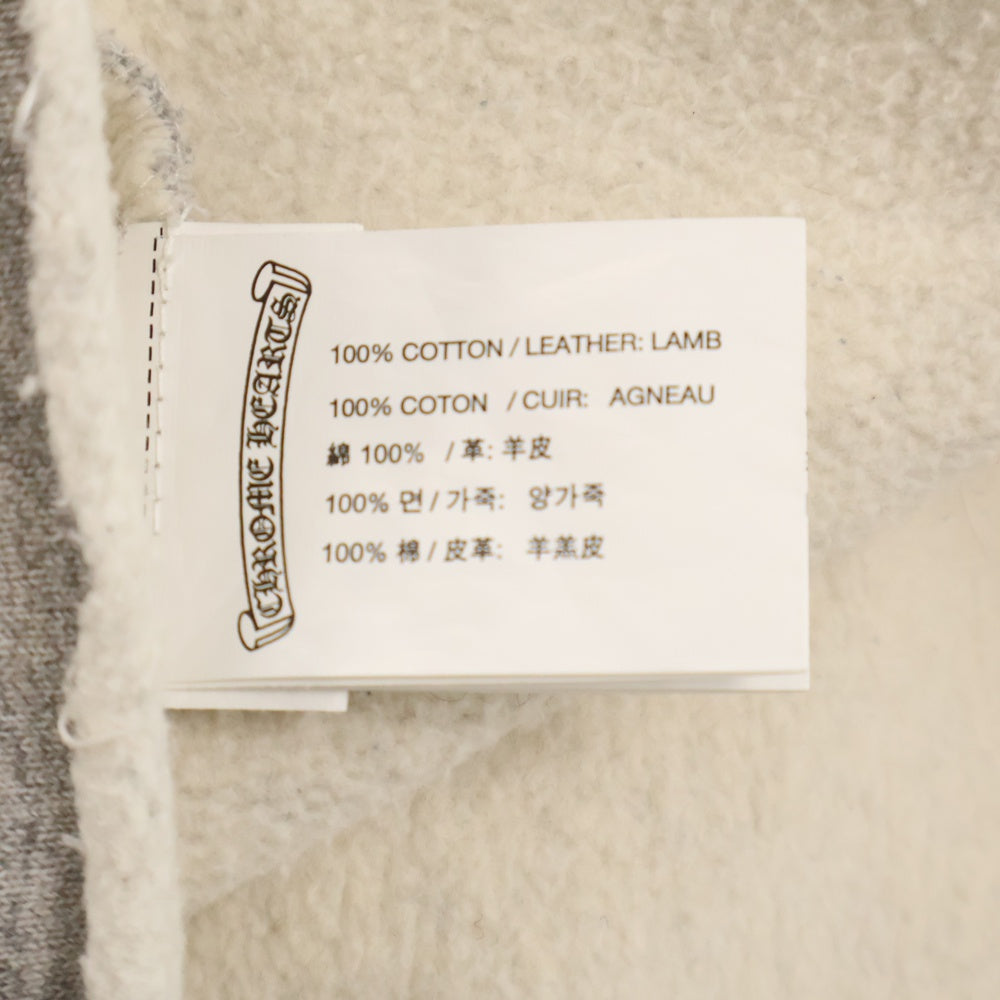 CHROME HEARTS
100% COTTON / LEATHER: LAMB
100% COTON / CUIR: AGNEAU
綿 100% / 革: 羊皮
100% 면 / 가죽: 양가죽
100% 棉 / 皮革: 羊羔皮